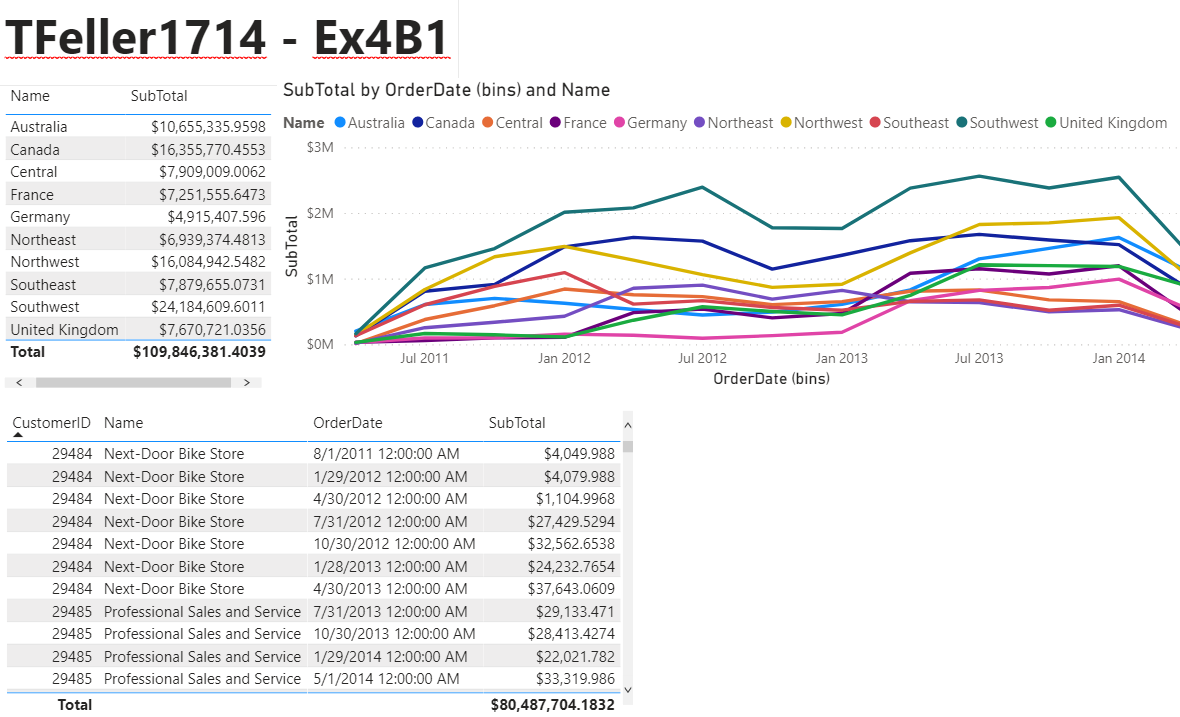 TFeller1714 - Ex4B1
Name SubTotal
Australia $10,655,335.9598
Canada $16,355,770.4553
Central $7,909,009.0062
France $7,251,555.6473
Germany $4,915,407.596
Northeast $6,939,374.4813
Northwest $16,084,942.5482
Southeast $7,879,655.0731
Southwest $24,184,609.6011
United Kingdom $7,670,721.0356
Total $109,846,381.4039
SubTotal by OrderDate (bins) and Name
Name Australia Canada Central France Germany Northeast Northwest Southeast Southwest United Kingdom
$3M
$2M
$1M
$0M
SubTotal
Jul 2011 Jan 2012 Jul 2012 Jan 2013 Jul 2013 Jan 2014
OrderDate (bins)
CustomerID Name OrderDate SubTotal
29484 Next-Door Bike Store 8/1/2011 12:00:00 AM $4,049.988
29484 Next-Door Bike Store 1/29/2012 12:00:00 AM $4,079.988
29484 Next-Door Bike Store 4/30/2012 12:00:00 AM $1,104.9968
29484 Next-Door Bike Store 7/31/2012 12:00:00 AM $27,429.5294
29484 Next-Door Bike Store 10/30/2012 12:00:00 AM $32,562.6538
29484 Next-Door Bike Store 1/28/2013 12:00:00 AM $24,232.7654
29484 Next-Door Bike Store 4/30/2013 12:00:00 AM $37,643.0609
29485 Professional Sales and Service 7/31/2013 12:00:00 AM $29,133.471
29485 Professional Sales and Service 10/30/2013 12:00:00 AM $28,413.4274
29485 Professional Sales and Service 1/29/2014 12:00:00 AM $22,021.782
29485 Professional Sales and Service 5/1/2014 12:00:00 AM $33,319.986
Total $80,487,704.1832